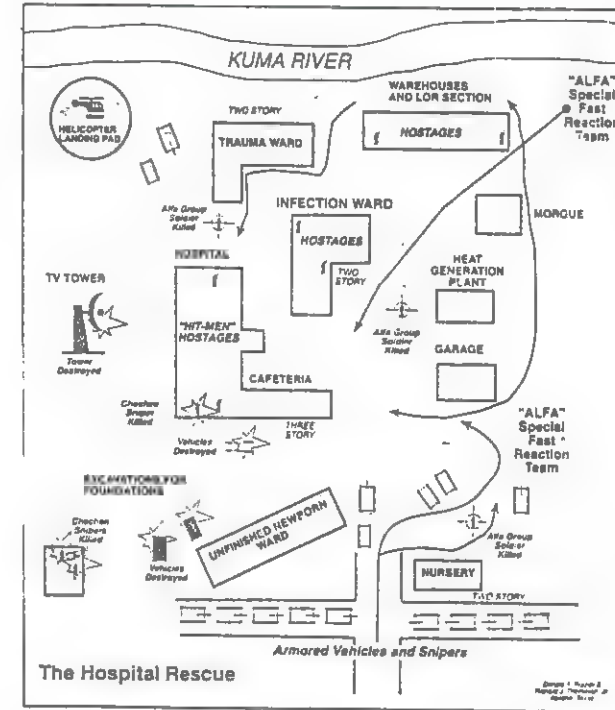 KUMA RIVER
WAREHOUSES
AND LOR SECTION
"ALFA"
Special
Fast
Reaction
Team
HELICOPTER
LANDING PAD
TWO STORY
TRAUMA WARD
HOSTAGES
INFECTION WARD
MORGUE
Alfa Group
Soldier
Killed
HOSTAGES
TWO
STORY
HOSPITAL
HEAT
GENERATION
PLANT
TV TOWER
"HIT-MEN"
HOSTAGES
Alfa Group
Soldier
Killed
Tower
Destroyed
GARAGE
CAFETERIA
Chechen
Sniper
Killed
THREE
STORY
Vehicles
Destroyed
"ALFA"
Special
Fast
Reaction
Team
EXCAVATIONS FOR
FOUNDATIONS
Chechen
Snipers
Killed
Vehicles
Destroyed
UNFINISHED NEWPORN
WARD
Alfa Group
Soldier
Killed
NURSERY
TWO STORY
Armored Vehicles and Snipers
The Hospital Rescue